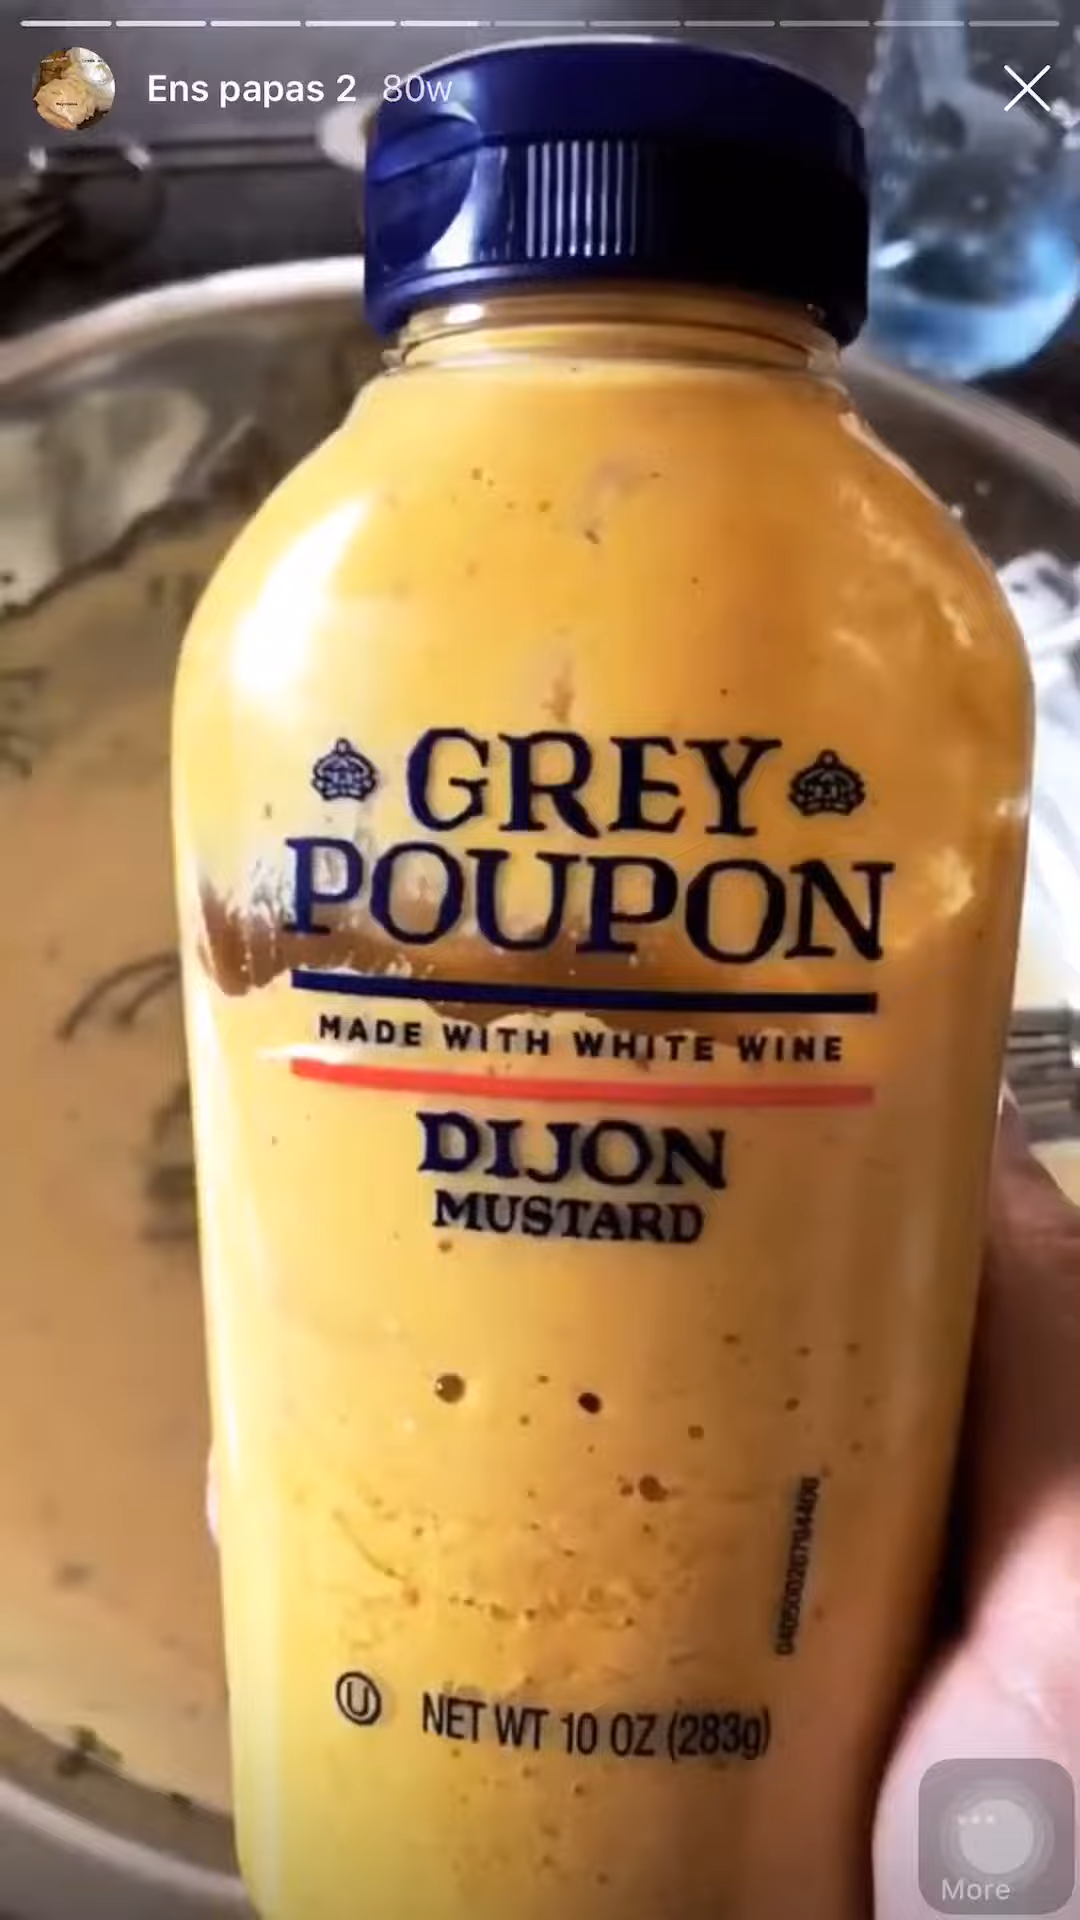 Ens papas 2 80w
GREY
POUPON
MADE WITH WHITE WINE
DIJON
MUSTARD
U NET WT 10 OZ (283g)
More